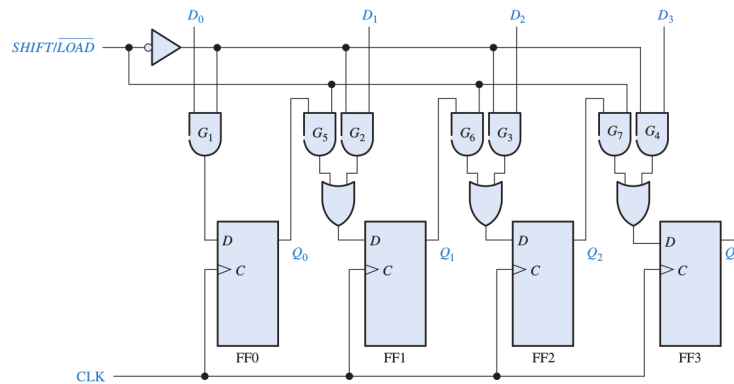 D0 D1 D2 D3
SHIFT/LOAD
G1 G5 G2 G6 G3 G7 G4
D D D D
Q0 Q1 Q2 Q
C C C C
FF0 FF1 FF2 FF3
CLK